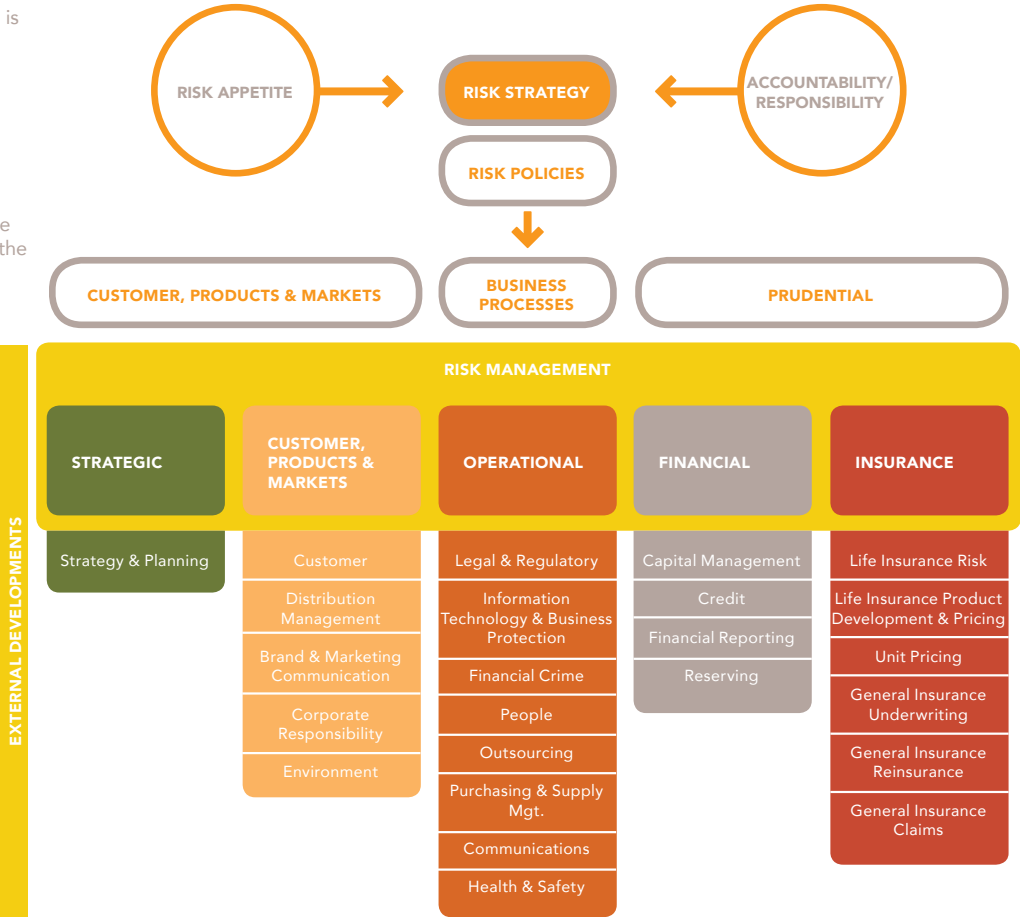 is
RISK APPETITE
RISK STRATEGY
ACCOUNTABILITY/
RESPONSIBILITY
RISK POLICIES
e
the
CUSTOMER, PRODUCTS & MARKETS
BUSINESS
PROCESSES
PRUDENTIAL
EXTERNAL DEVELOPMENTS
RISK MANAGEMENT
STRATEGIC
CUSTOMER,
PRODUCTS &
MARKETS
OPERATIONAL
FINANCIAL
INSURANCE
Strategy & Planning
Customer
Distribution
Management
Brand & Marketing
Communication
Corporate
Responsibility
Environment
Legal & Regulatory
Information
Technology & Business
Protection
Financial Crime
People
Outsourcing
Purchasing & Supply
Mgt.
Communications
Health & Safety
Capital Management
Credit
Financial Reporting
Reserving
Life Insurance Risk
Life Insurance Product
Development & Pricing
Unit Pricing
General Insurance
Underwriting
General Insurance
Reinsurance
General Insurance
Claims